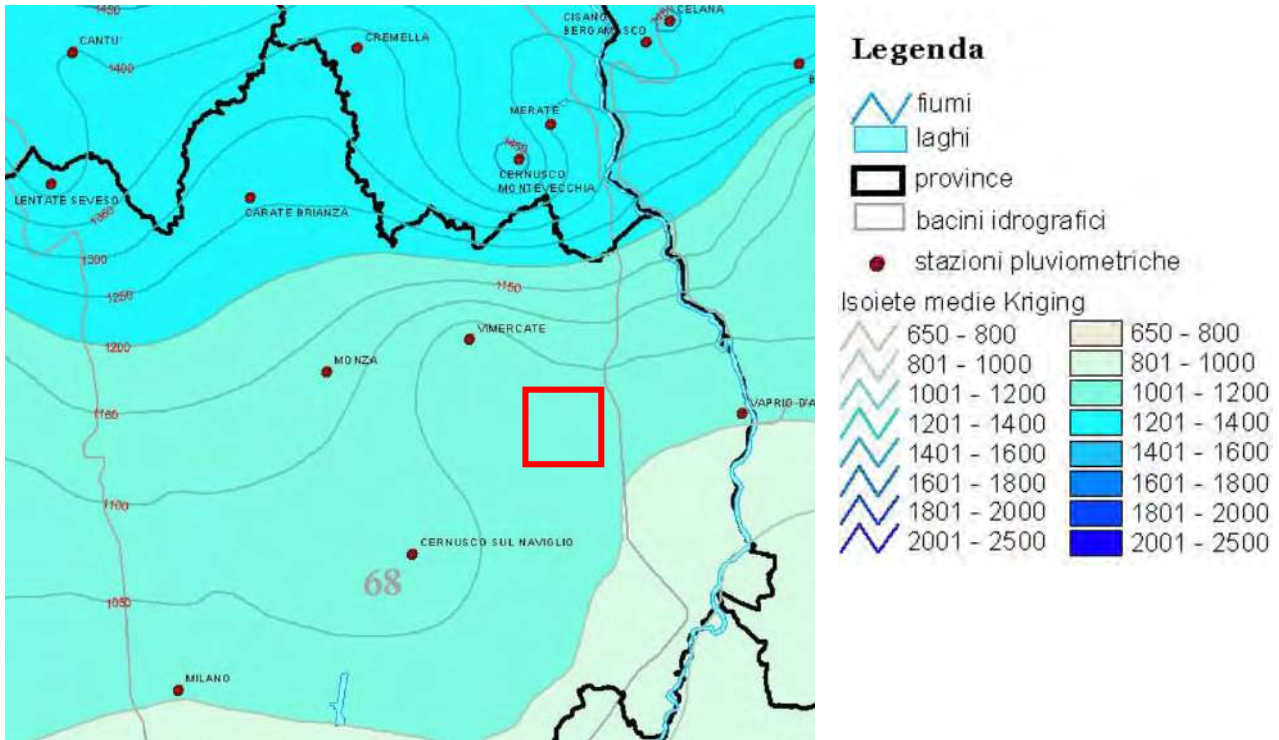 1450
CANTU'
1400
CREMELLA
CISANO
BERGAMASCO
CELANA
MERATE
1450
CERNUSCO
MONTEVECCHIA
LENTATE SEVESO
CARATE BRIANZA
1350
1300
1250
1200
1150
VIMERCATE
MONZA
1150
VAPRIO-D'A
1100
CERNUSCO SUL NAVIGLIO
68
1050
MILANO
Legenda
fiumi
laghi
province
bacini idrografici
stazioni pluviometriche
Isoiete medie Kriging
650 - 800 650 - 800
801 - 1000 801 - 1000
1001 - 1200 1001 - 1200
1201 - 1400 1201 - 1400
1401 - 1600 1401 - 1600
1601 - 1800 1601 - 1800
1801 - 2000 1801 - 2000
2001 - 2500 2001 - 2500